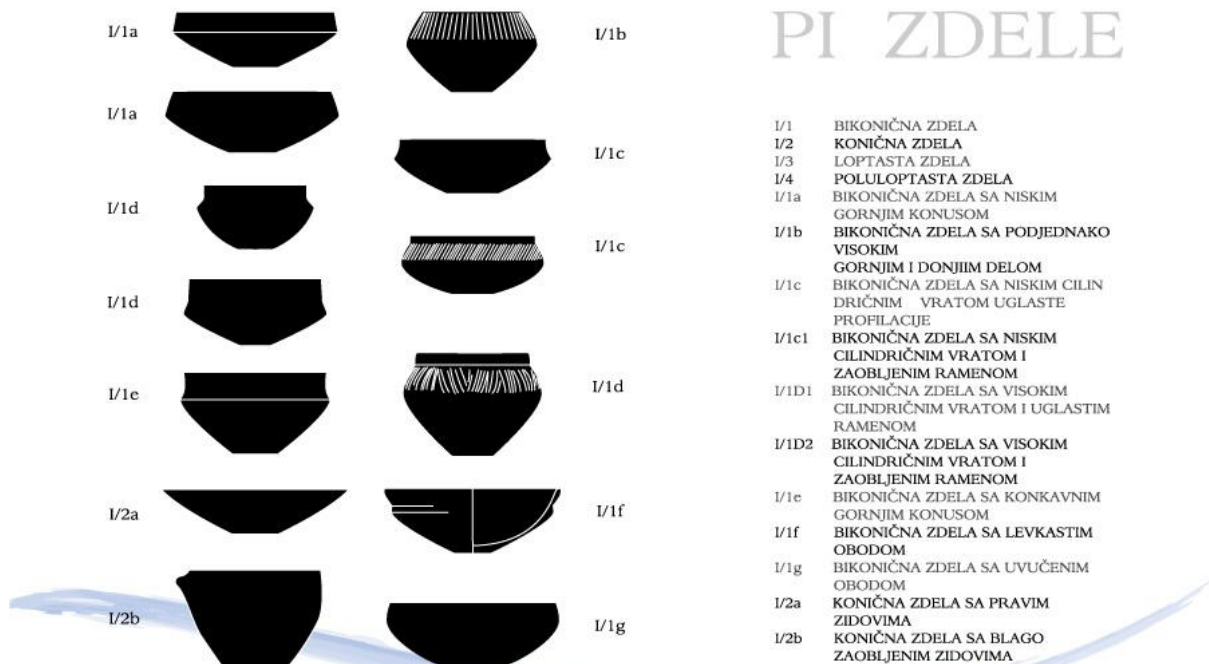 I/1a
I/1a
I/1d
I/1d
I/1e
I/2a
I/2b
I/1b
I/1c
I/1c
I/1d
I/1f
I/1g
PI ZDELE
I/1 BIKONIČNA ZDELA
I/2 KONIČNA ZDELA
I/3 LOPTASTA ZDELA
I/4 POLULOPTASTA ZDELA
I/1a BIKONIČNA ZDELA SA NISKIM
GORNJIM KONUSOM
I/1b BIKONIČNA ZDELA SA PODJEDNAKO
VISOKIM
GORNJIM I DONJIIM DELOM
I/1c BIKONIČNA ZDELA SA NISKIM CILIN
DRIČNIM VRATOM UGLASTE
PROFILACIJE
I/1c1 BIKONIČNA ZDELA SA NISKIM
CILINDRIČNIM VRATOM I
ZAOBLJENIM RAMENOM
I/1D1 BIKONIČNA ZDELA SA VISOKIM
CILINDRIČNIM VRATOM I UGLASTIM
RAMENOM
I/1D2 BIKONIČNA ZDELA SA VISOKIM
CILINDRIČNIM VRATOM I
ZAOBLJENIM RAMENOM
I/1e BIKONIČNA ZDELA SA KONKAVNIM
GORNJIM KONUSOM
I/1f BIKONIČNA ZDELA SA LEVKASTIM
OBODOM
I/1g BIKONIČNA ZDELA SA UVUČENIM
OBODOM
I/2a KONIČNA ZDELA SA PRAVIM
ZIDOVIMA
I/2b KONIČNA ZDELA SA BLAGO
ZAOBLJENIM ZIDOVIMA